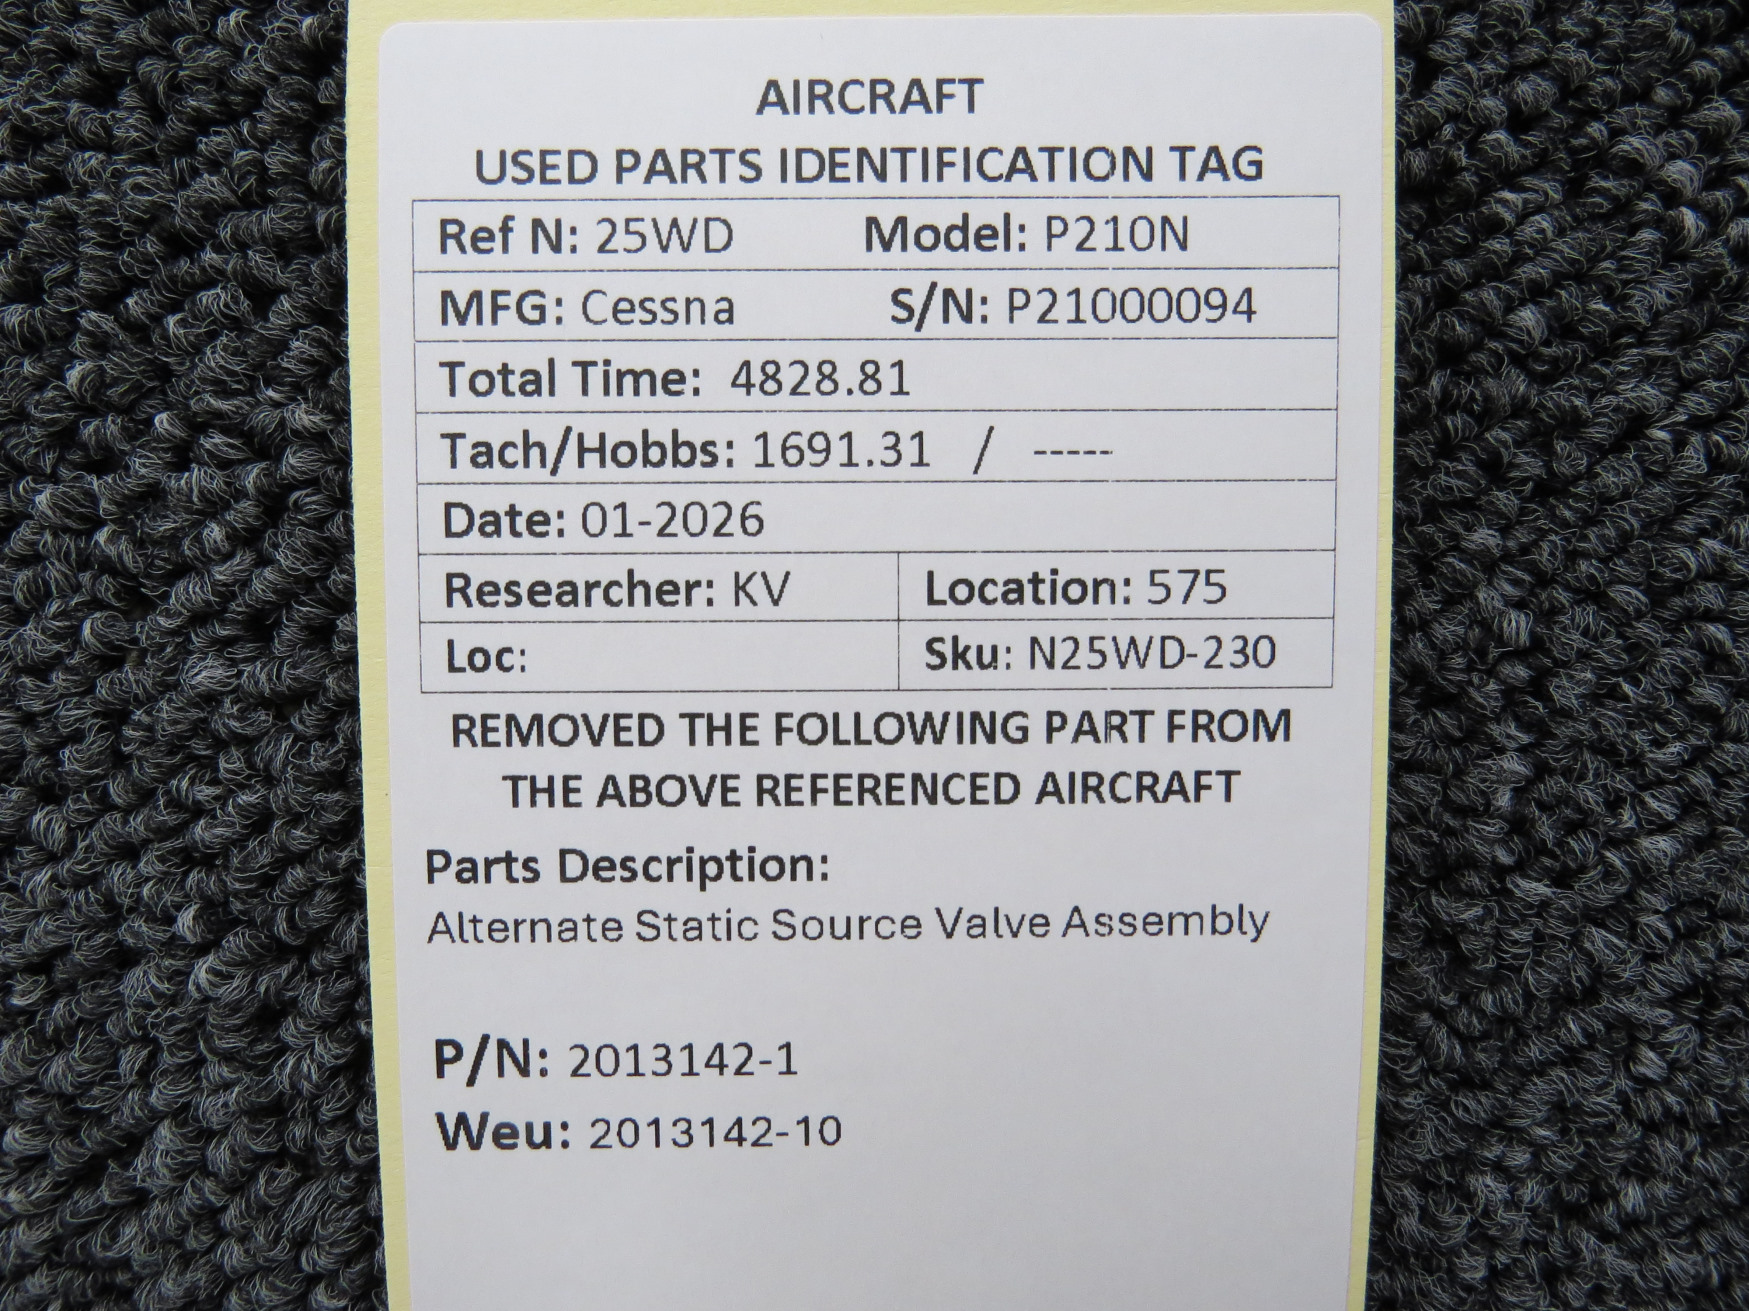 AIRCRAFT
USED PARTS IDENTIFICATION TAG
Ref N: 25WD Model: P210N
MFG: Cessna S/N: P21000094
Total Time: 4828.81
Tach/Hobbs: 1691.31 / -----
Date: 01-2026
Researcher: KV Location: 575
Loc: Sku: N25WD-230
REMOVED THE FOLLOWING PART FROM
THE ABOVE REFERENCED AIRCRAFT
Parts Description:
Alternate Static Source Valve Assembly
P/N: 2013142-1
Weu: 2013142-10